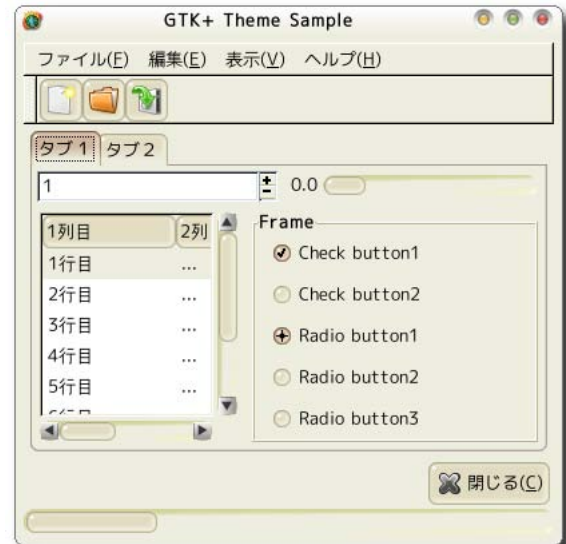 GTK+ Theme Sample
ファイル(F) 編集(E) 表示(V) ヘルプ(H)
タブ 1 タブ 2
1 0.0
1列目 2列
1行目 ...
2行目 ...
3行目 ...
4行目 ...
5行目 ...
Frame
Check button1
Check button2
Radio button1
Radio button2
Radio button3
閉じる(C)